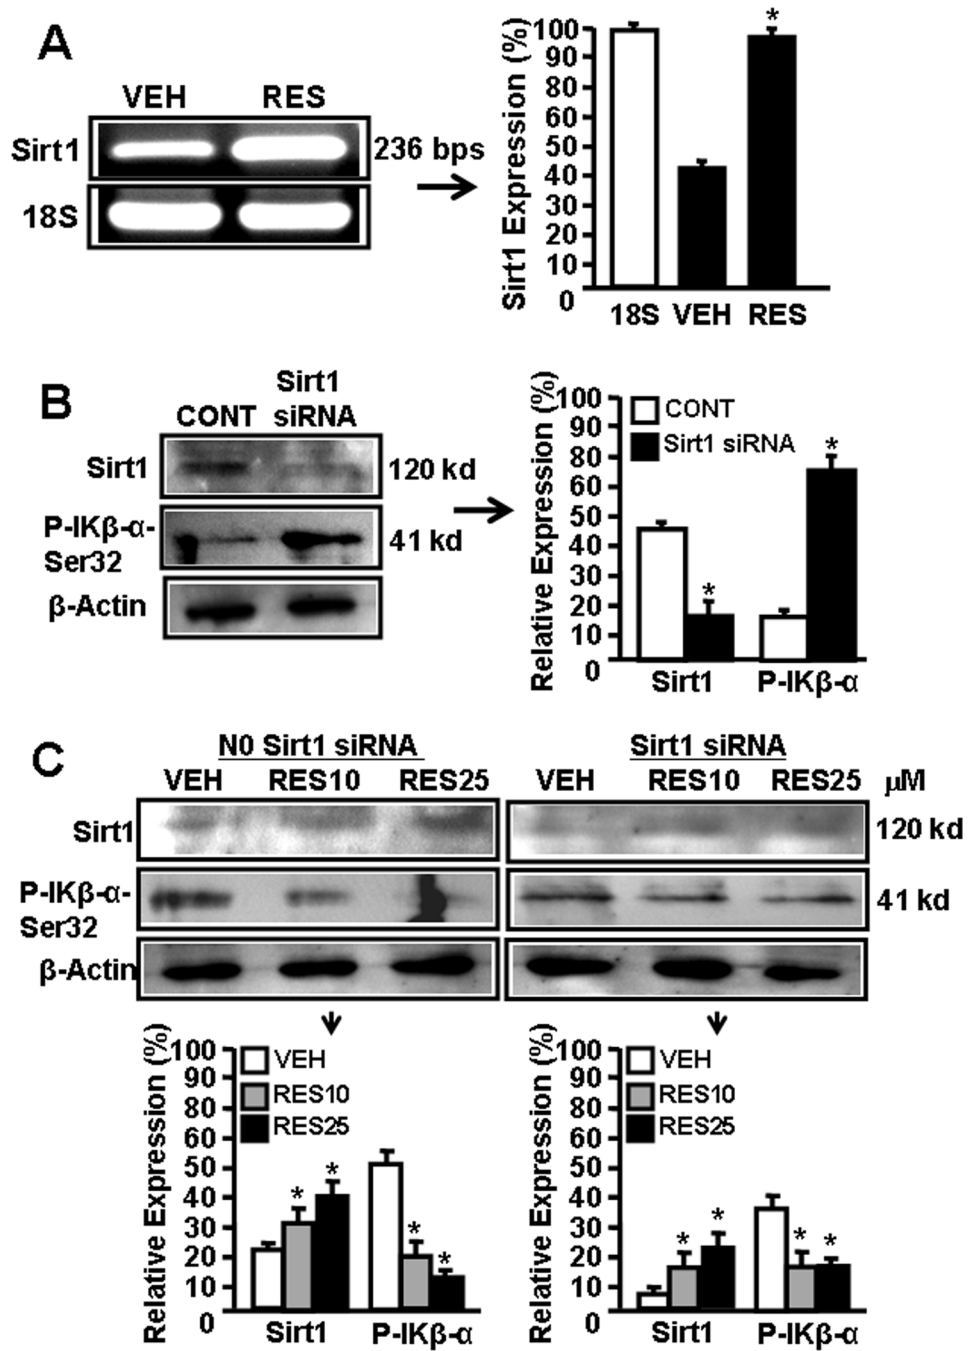 A
VEH RES
Sirt1
236 bps
18S
Sirt1 Expression (%)
100
90
80
70
60
50
40
30
20
10
0
*
18S VEH RES
B
CONT
Sirt1
siRNA
Sirt1
120 kd
P-IKβ-α-
Ser32
41 kd
β-Actin
Relative Expression (%)
100
90
80
70
60
50
40
30
20
10
0
CONT
Sirt1 siRNA
*
*
Sirt1 P-IKβ-α
C
N0 Sirt1 siRNA
Sirt1 siRNA
VEH RES10 RES25
VEH RES10 RES25 μM
Sirt1
120 kd
P-IKβ-α-
Ser32
41 kd
β-Actin
Relative Expression (%)
100
90
80
70
60
50
40
30
20
10
0
VEH
RES10
RES25
* * * *
Sirt1 P-IKβ-α
Relative Expression (%)
100
90
80
70
60
50
40
30
20
10
0
VEH
RES10
RES25
* * * *
Sirt1 P-IKβ-α